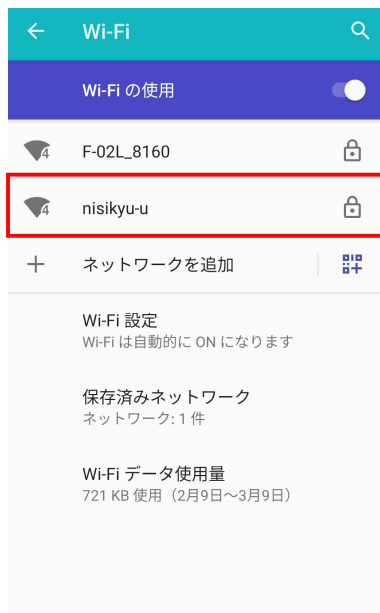 Wi-Fi
Wi-Fi の使用
4 F-02L_8160
4 nisikyu-u
ネットワークを追加
Wi-Fi 設定
Wi-Fi は自動的に ON になります
保存済みネットワーク
ネットワーク: 1 件
Wi-Fi データ使用量
721 KB 使用（2月9日～3月9日）